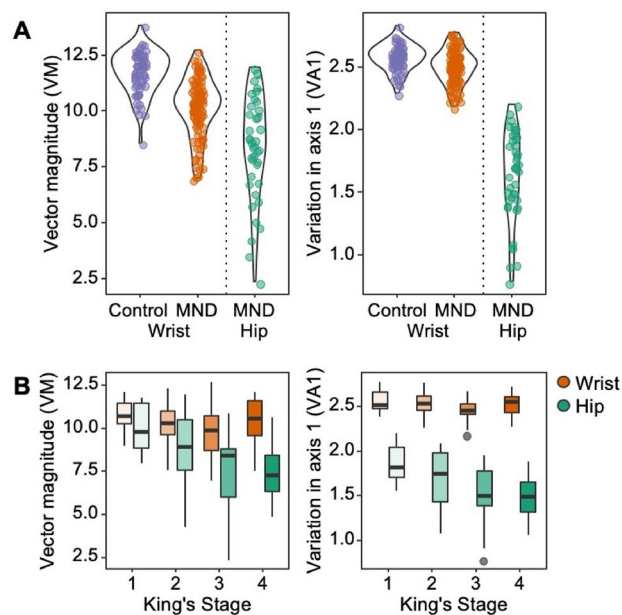 A
Vector magnitude (VM)
12.5
10.0
7.5
5.0
2.5
Control MND
Wrist
MND
Hip
Variation in axis 1 (VA1)
2.5
2.0
1.5
1.0
Control MND
Wrist
MND
Hip
B
Vector magnitude (VM)
12.5
10.0
7.5
5.0
2.5
1 2 3 4
King's Stage
Variation in axis 1 (VA1)
2.5
2.0
1.5
1.0
1 2 3 4
King's Stage
Wrist
Hip